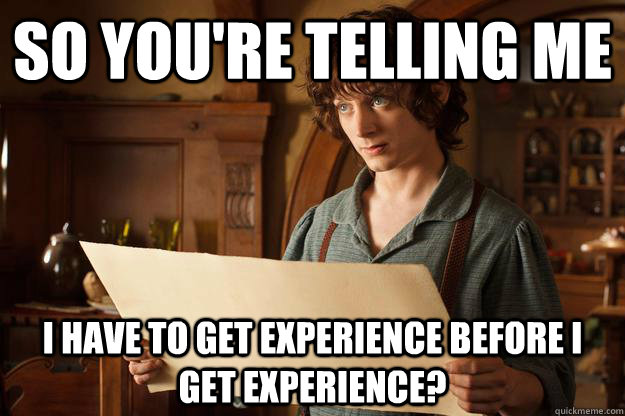 SO YOU'RE TELLING ME
I HAVE TO GET EXPERIENCE BEFORE I
GET EXPERIENCE?
quickmeme.com